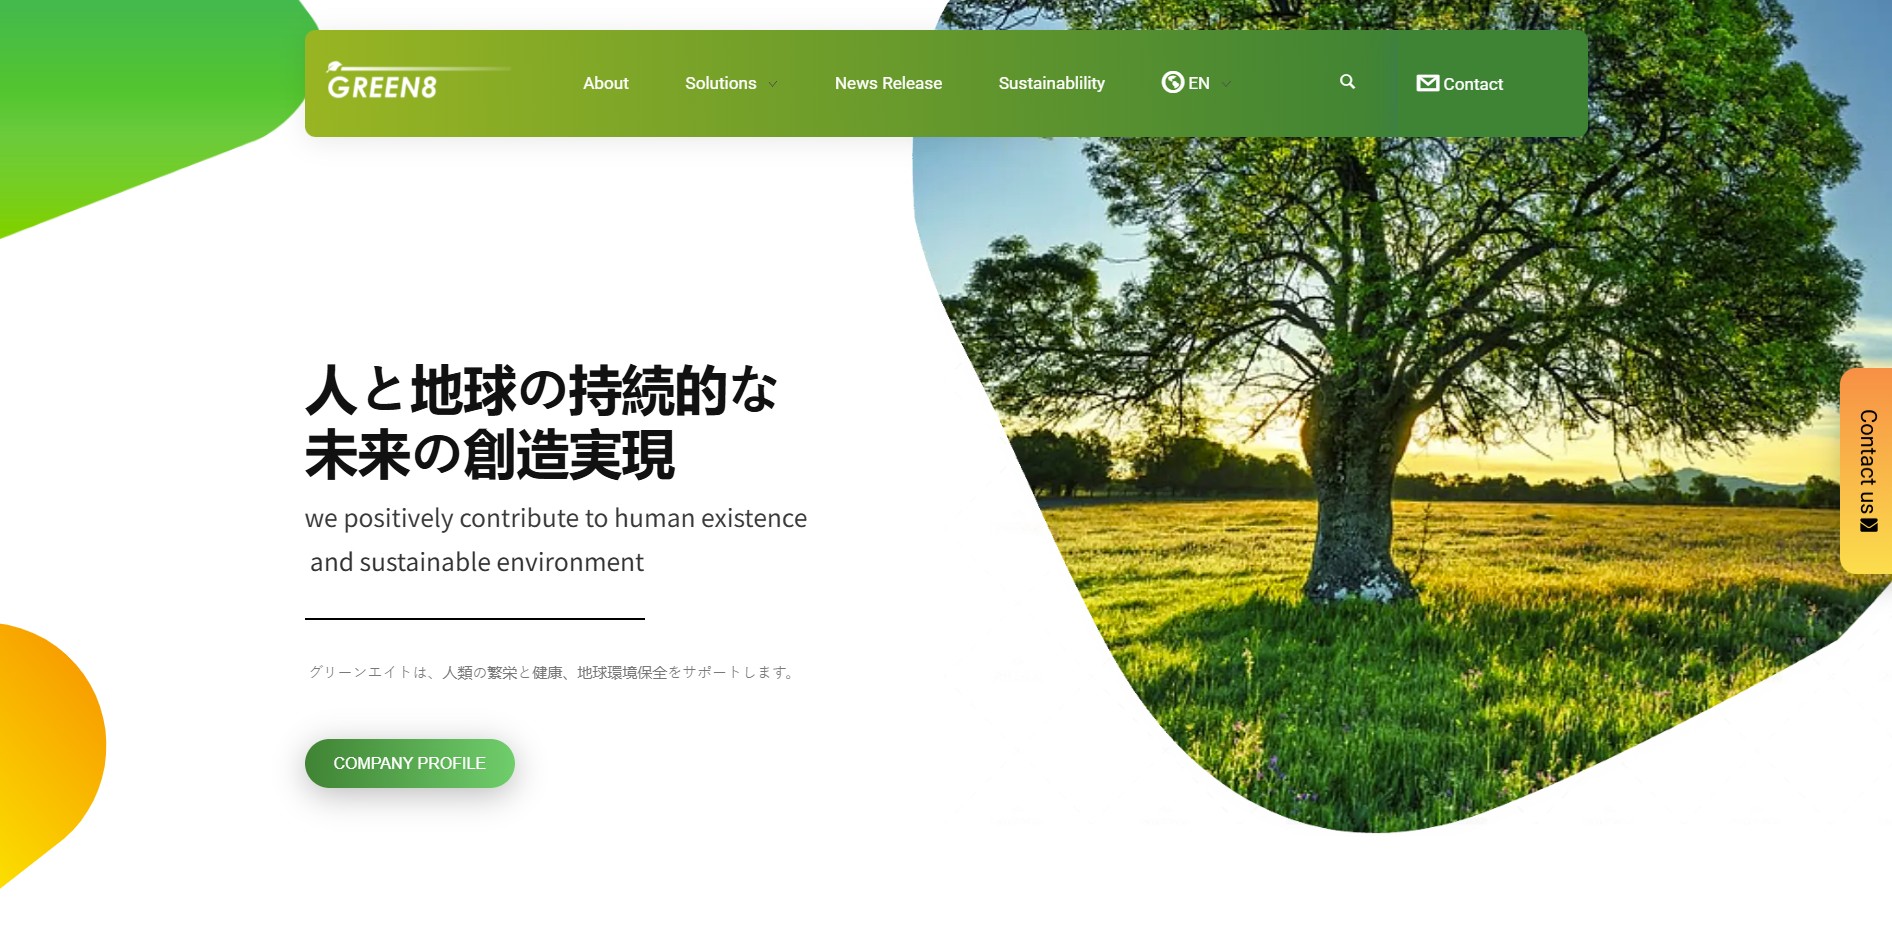 GREEN8
About
Solutions
News Release
Sustainablility
EN
Contact
人と地球の持続的な
未来の創造実現
we positively contribute to human existence
and sustainable environment
グリーンエイトは、人類の繁栄と健康、地球環境保全をサポートします。
COMPANY PROFILE
Contact us